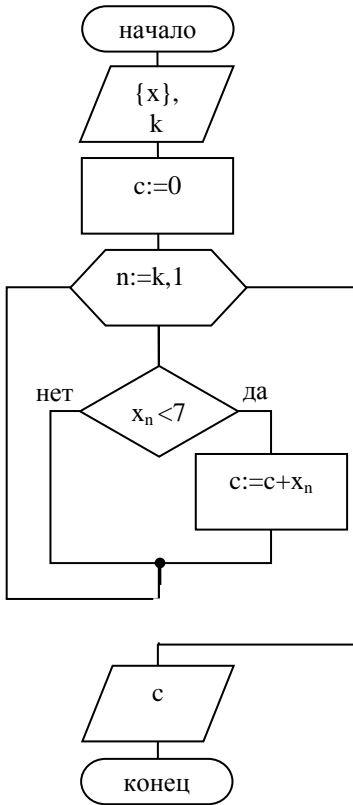 начало
{x},
k
c:=0
n:=k,1
нет
да
xₙ <7
c:=c+xₙ
c
конец